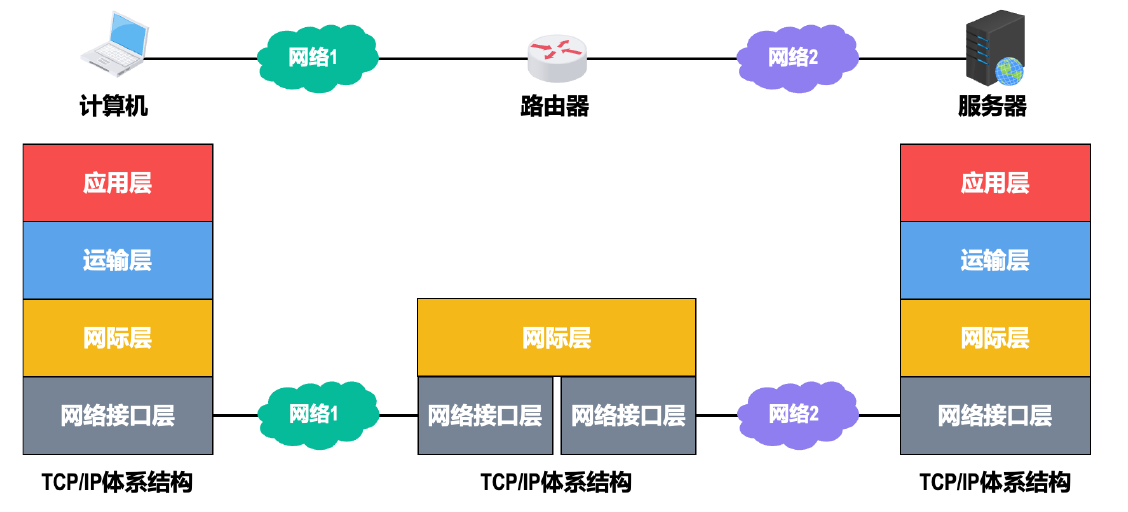 网络1
网络2
计算机
路由器
服务器
应用层
应用层
运输层
运输层
网际层
网际层
网际层
网络接口层
网络1
网络接口层
网络接口层
网络2
网络接口层
TCP/IP体系结构
TCP/IP体系结构
TCP/IP体系结构